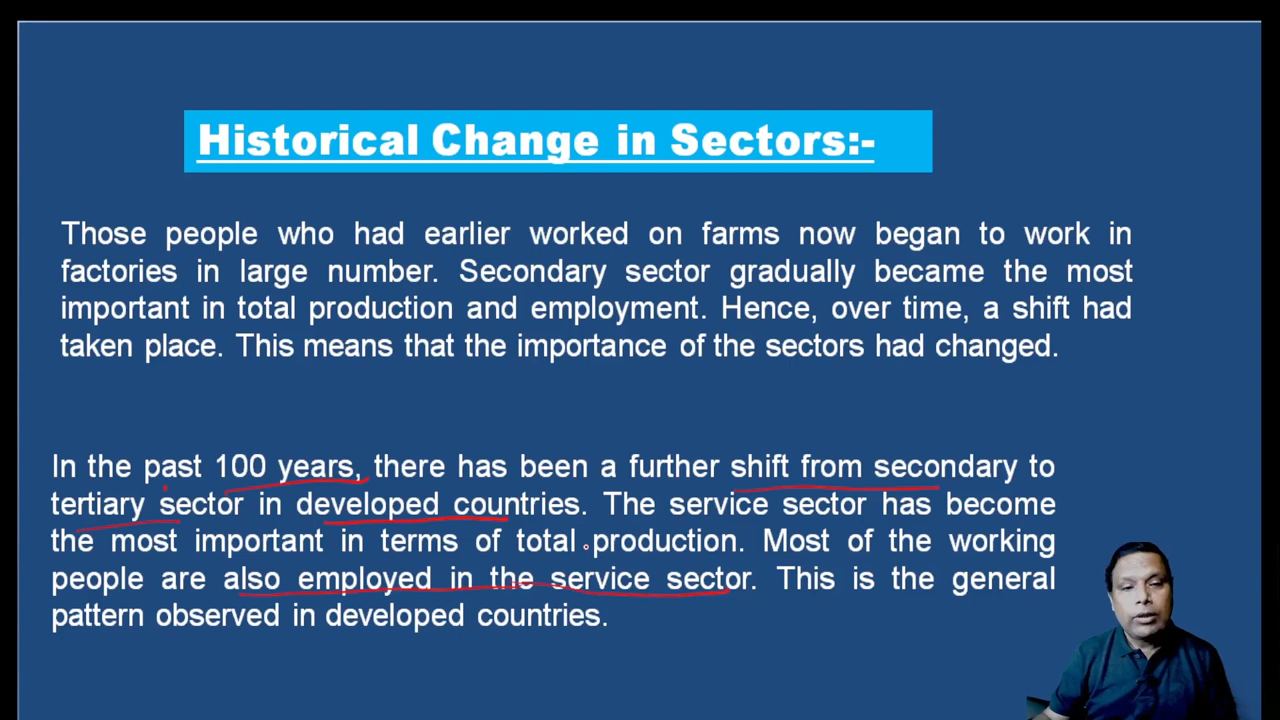 Historical Change in Sectors:-
Those people who had earlier worked on farms now began to work in
factories in large number. Secondary sector gradually became the most
important in total production and employment. Hence, over time, a shift had
taken place. This means that the importance of the sectors had changed.
In the past 100 years, there has been a further shift from secondary to
tertiary sector in developed countries. The service sector has become
the most important in terms of total production. Most of the working
people are also employed in the service sector. This is the general
pattern observed in developed countries.